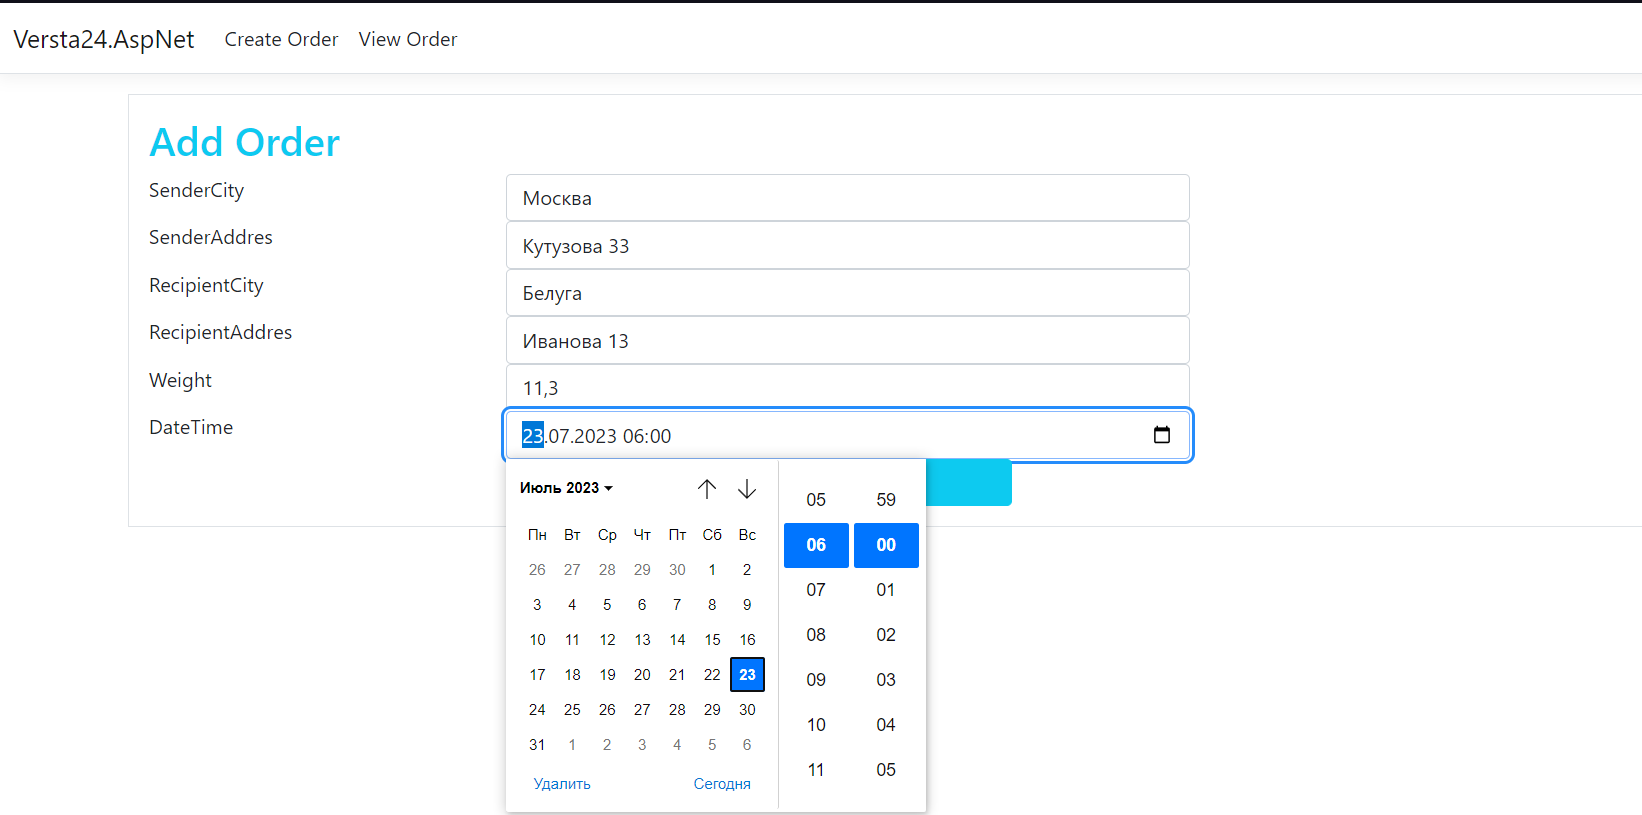 Versta24.AspNet Create Order View Order
Add Order
SenderCity Москва
SenderAddres Кутузова 33
RecipientCity Белуга
RecipientAddres Иванова 13
Weight 11,3
DateTime 23.07.2023 06:00
Июль 2023
Пн Вт Ср Чт Пт Сб Вс
26 27 28 29 30 1 2
3 4 5 6 7 8 9
10 11 12 13 14 15 16
17 18 19 20 21 22 23
24 25 26 27 28 29 30
31 1 2 3 4 5 6
Удалить Сегодня
05 59
06 00
07 01
08 02
09 03
10 04
11 05